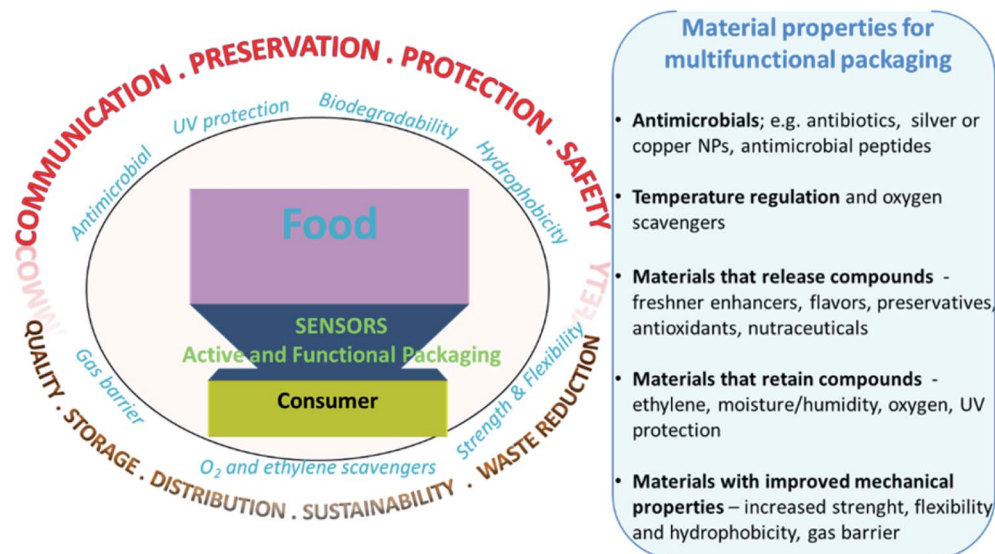 COMMUNICATION . PRESERVATION . PROTECTION . SAFETY
UV protection
Biodegradability
Antimicrobial
Hydrophobicity
Food
SENSORS
Active and Functional Packaging
Consumer
Gas barrier
Strength & Flexibility
O₂ and ethylene scavengers
QUALITY . STORAGE . DISTRIBUTION . SUSTAINABILITY . WASTE REDUCTION
Material properties for
multifunctional packaging
• Antimicrobials; e.g. antibiotics, silver or
copper NPs, antimicrobial peptides
• Temperature regulation and oxygen
scavengers
• Materials that release compounds -
freshner enhancers, flavors, preservatives,
antioxidants, nutraceuticals
• Materials that retain compounds -
ethylene, moisture/humidity, oxygen, UV
protection
• Materials with improved mechanical
properties – increased strenght, flexibility
and hydrophobicity, gas barrier